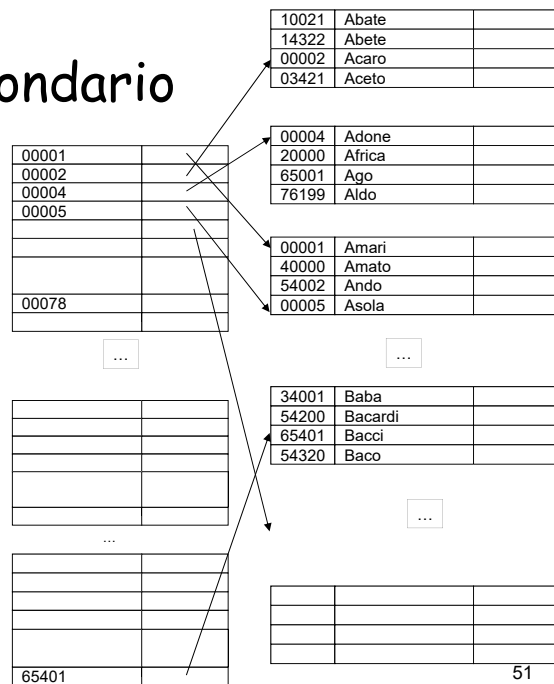 ondario
00001
00002
00004
00005
00078
...
...
65401
10021 Abate
14322 Abete
00002 Acaro
03421 Aceto
00004 Adone
20000 Africa
65001 Ago
76199 Aldo
00001 Amari
40000 Amato
54002 Ando
00005 Asola
...
34001 Baba
54200 Bacardi
65401 Bacci
54320 Baco
...
51